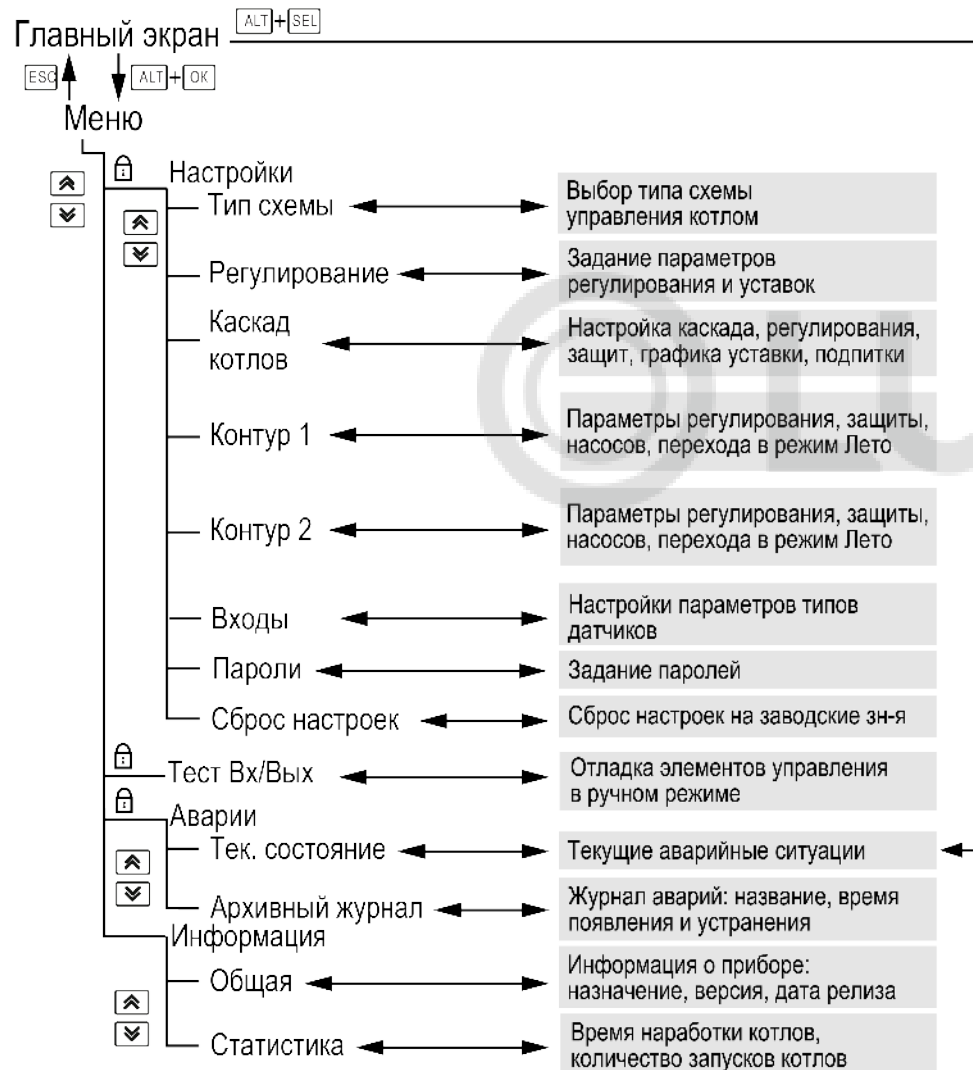 Главный экран ALT+SEL
ESC ALT+OK
Меню
Настройки
Тип схемы
Выбор типа схемы
управления котлом
Регулирование
Задание параметров
регулирования и уставок
Каскад
котлов
Настройка каскада, регулирования,
защит, графика уставки, подпитки
Контур 1
Параметры регулирования, защиты,
насосов, перехода в режим Лето
Контур 2
Параметры регулирования, защиты,
насосов, перехода в режим Лето
Входы
Настройки параметров типов
датчиков
Пароли
Задание паролей
Сброс настроек
Сброс настроек на заводские зн-я
Тест Вх/Вых
Отладка элементов управления
в ручном режиме
Аварии
Тек. состояние
Текущие аварийные ситуации
Архивный журнал
Журнал аварий: название, время
появления и устранения
Информация
Общая
Информация о приборе:
назначение, версия, дата релиза
Статистика
Время наработки котлов,
количество запусков котлов